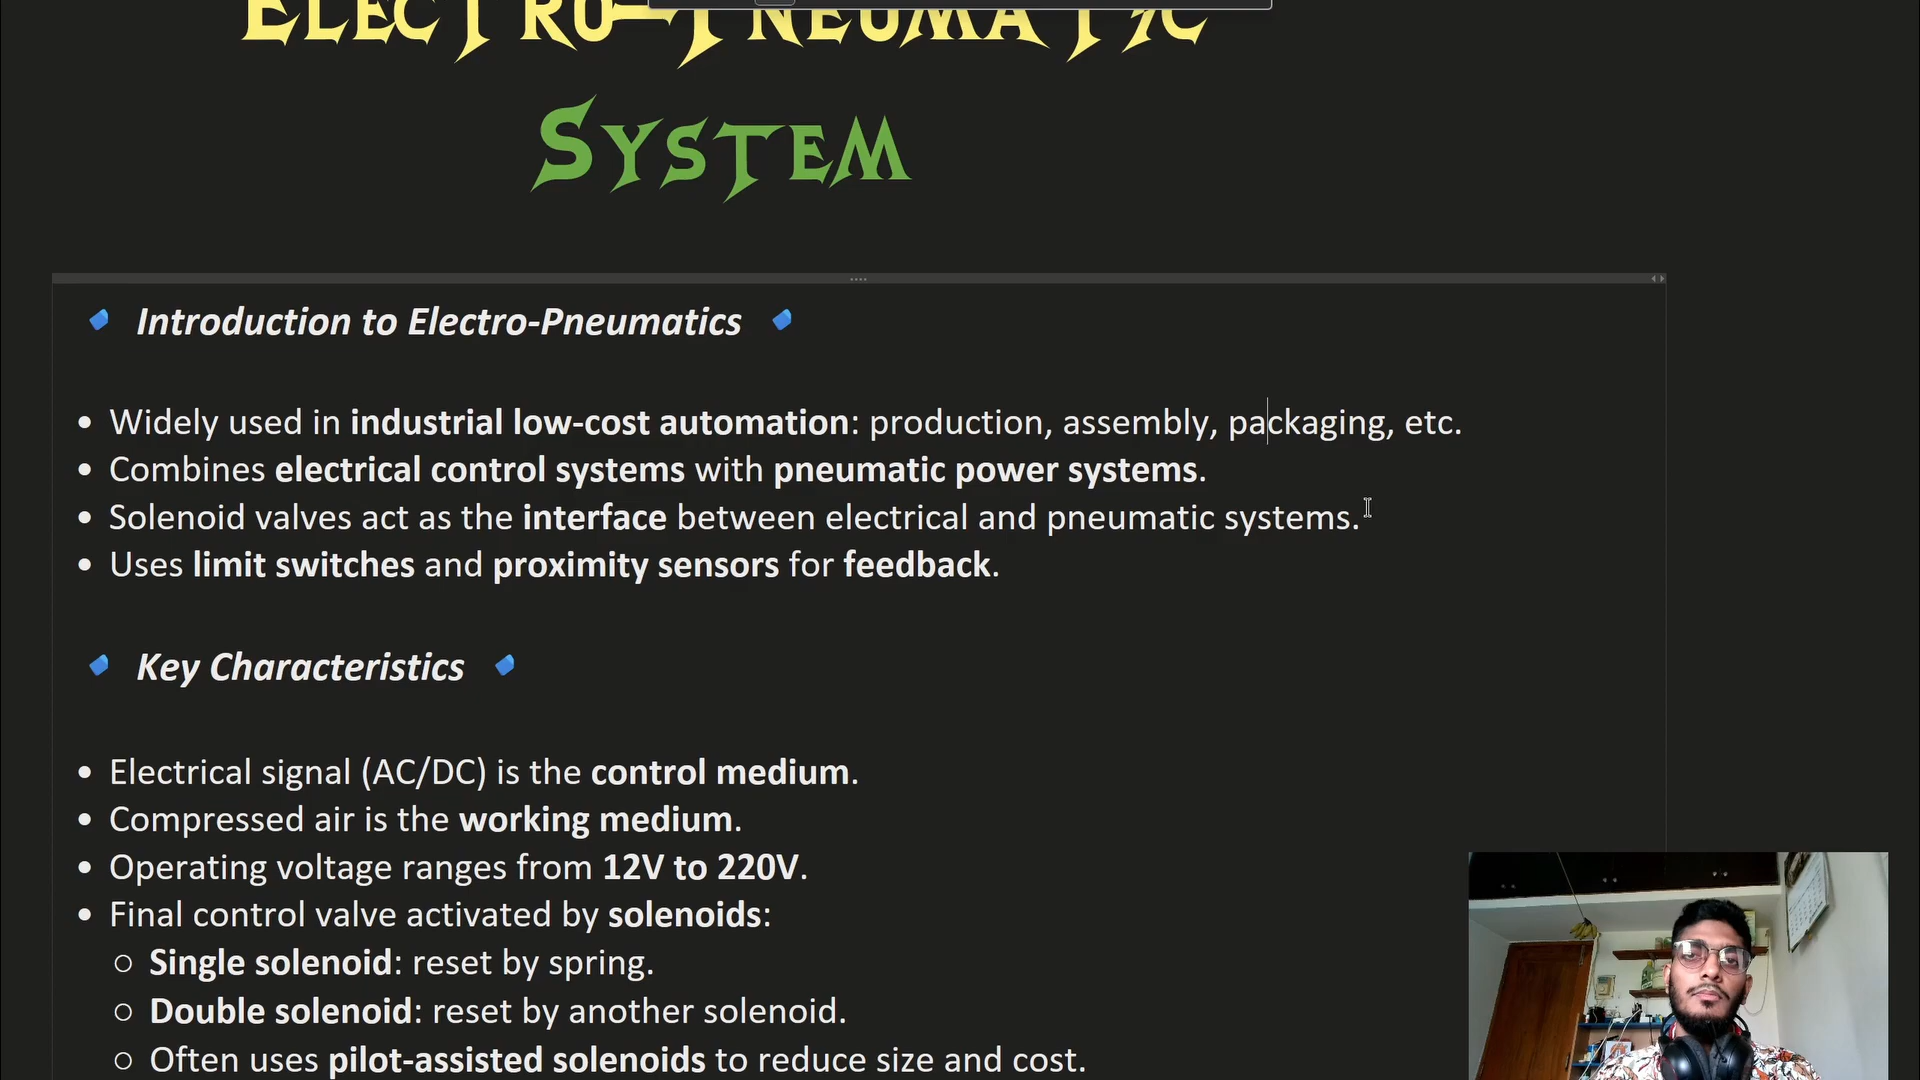 Electro-Pneumatic
System
Introduction to Electro-Pneumatics
• Widely used in industrial low-cost automation: production, assembly, packaging, etc.
• Combines electrical control systems with pneumatic power systems.
• Solenoid valves act as the interface between electrical and pneumatic systems.
• Uses limit switches and proximity sensors for feedback.
Key Characteristics
• Electrical signal (AC/DC) is the control medium.
• Compressed air is the working medium.
• Operating voltage ranges from 12V to 220V.
• Final control valve activated by solenoids:
○ Single solenoid: reset by spring.
○ Double solenoid: reset by another solenoid.
○ Often uses pilot-assisted solenoids to reduce size and cost.